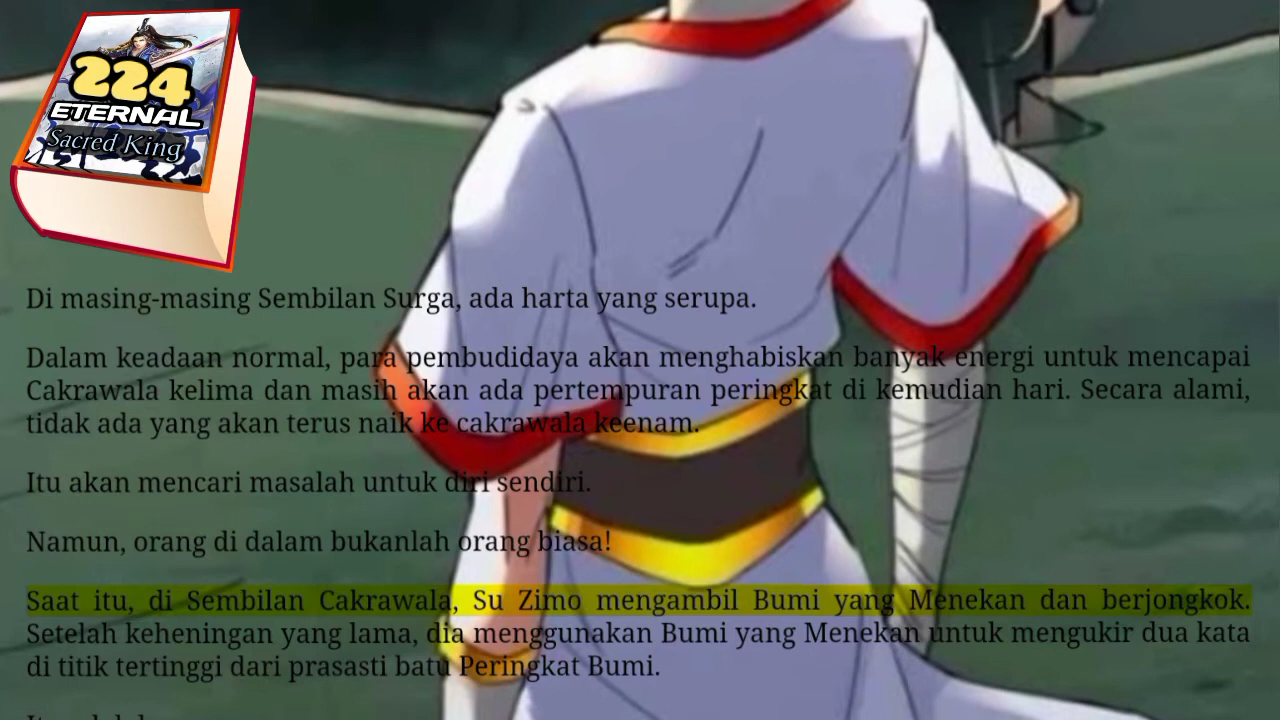 224
ETERNAL
Sacred King
Di masing-masing Sembilan Surga, ada harta yang serupa.
Dalam keadaan normal, para pembudidaya akan menghabiskan banyak energi untuk mencapai
Cakrawala kelima dan masih akan ada pertempuran peringkat di kemudian hari. Secara alami,
tidak ada yang akan terus naik ke cakrawala keenam.
Itu akan mencari masalah untuk diri sendiri.
Namun, orang di dalam bukanlah orang biasa!
Saat itu, di Sembilan Cakrawala, Su Zimo mengambil Bumi yang Menekan dan berjongkok.
Setelah keheningan yang lama, dia menggunakan Bumi yang Menekan untuk mengukir dua kata
di titik tertinggi dari prasasti batu Peringkat Bumi.